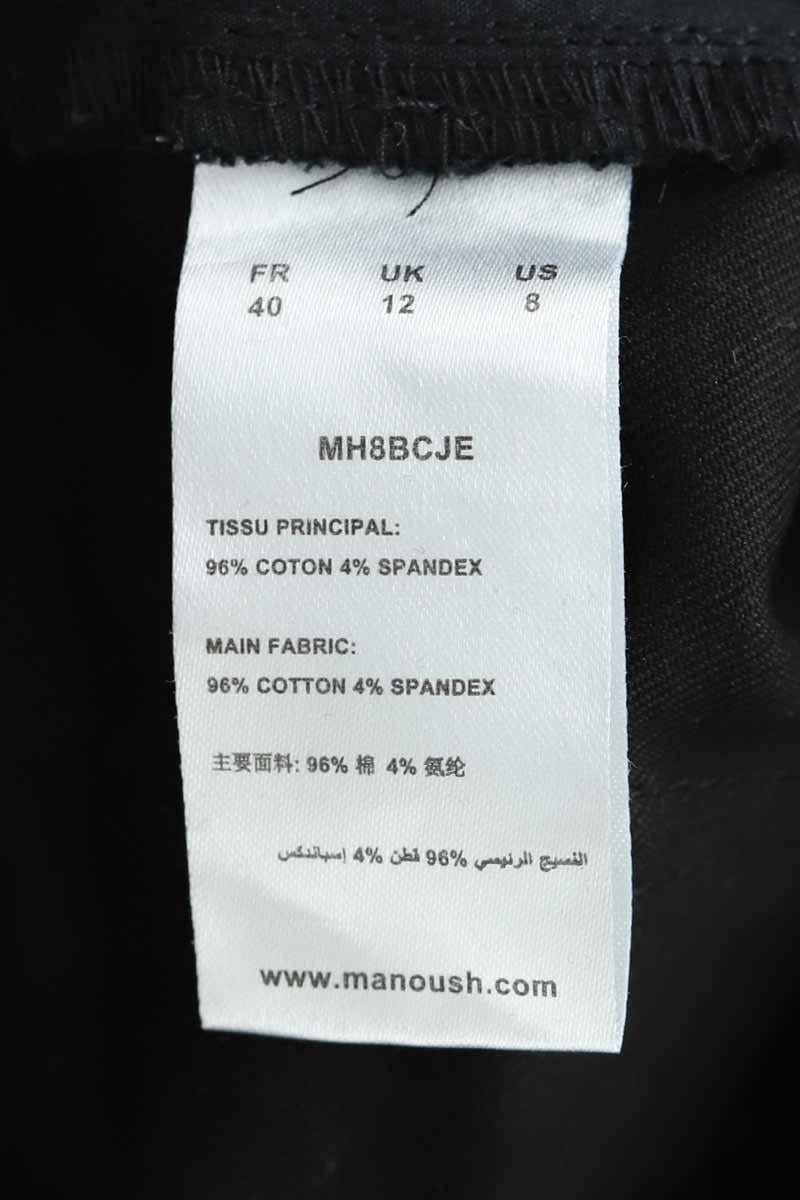 FR UK US
40 12 8
MH8BCJE
TISSU PRINCIPAL:
96% COTON 4% SPANDEX
MAIN FABRIC:
96% COTTON 4% SPANDEX
主要面料: 96% 棉 4% 氨纶
النسيج الرئيسي 96% قطن 4% إسباندكس
www.manoush.com